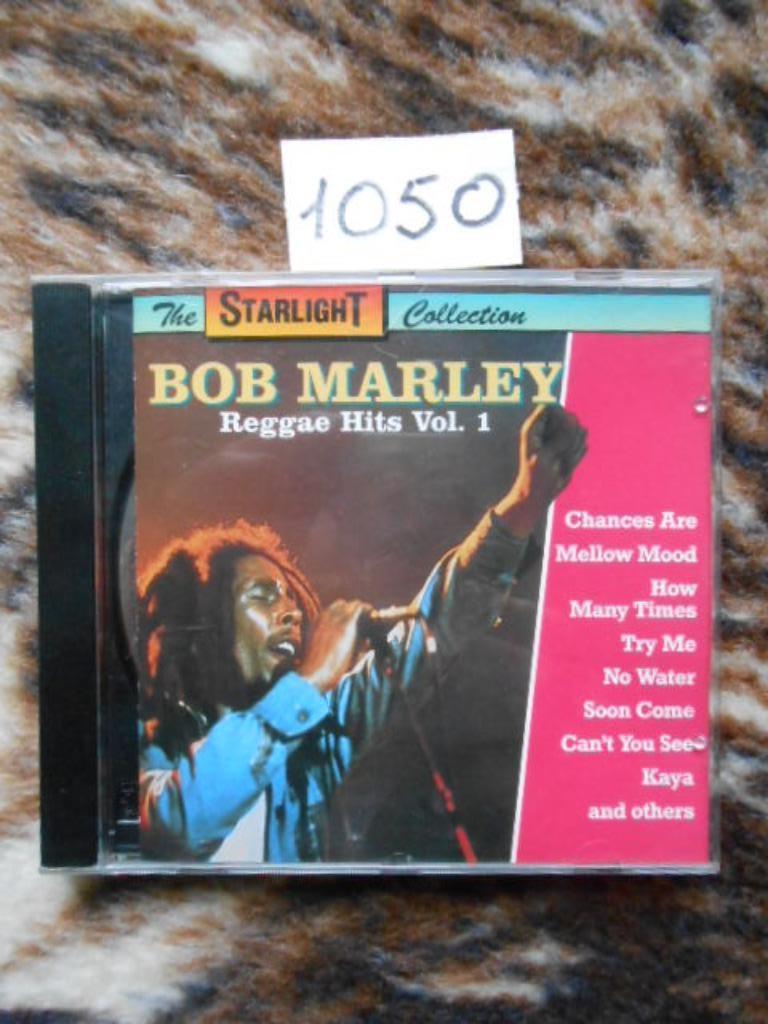 1050
The STARLIGHT Collection
BOB MARLEY
Reggae Hits Vol. 1
Chances Are
Mellow Mood
How
Many Times
Try Me
No Water
Soon Come
Can't You See
Kaya
and others